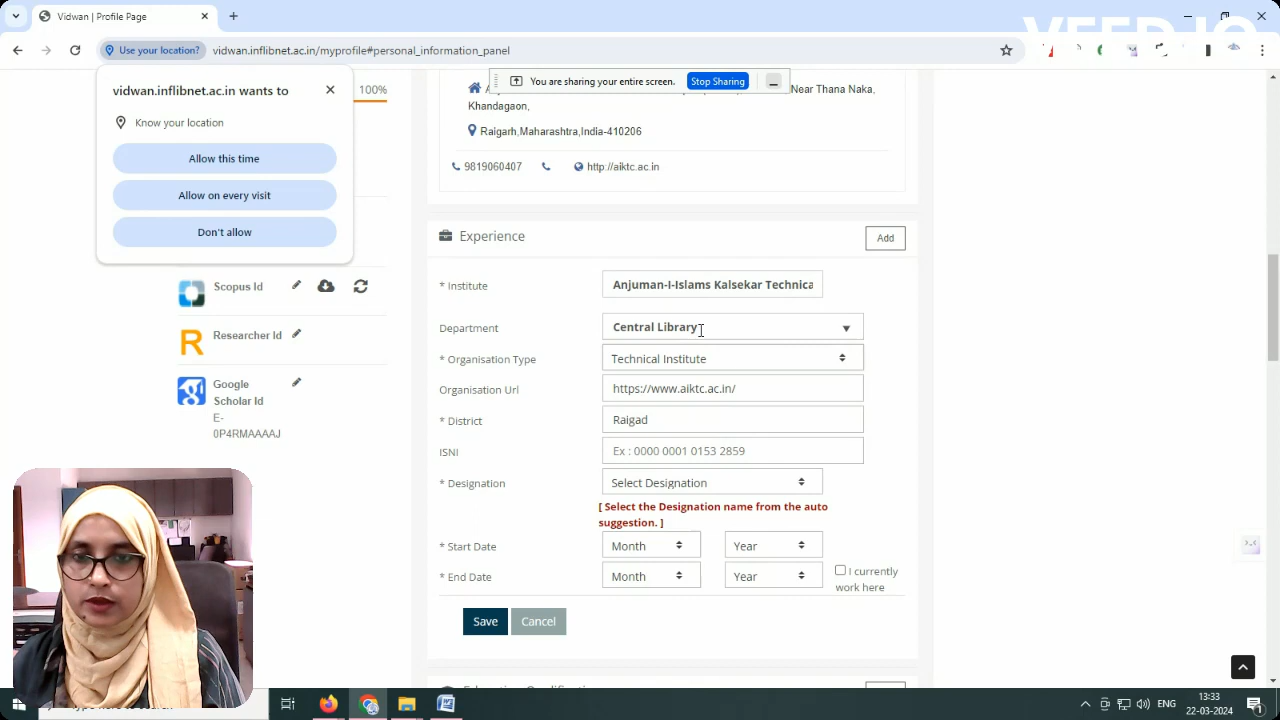 Vidwan | Profile Page
VEED.IO
Use your location?
vidwan.inflibnet.ac.in/myprofile#personal_information_panel
You are sharing your entire screen.
Stop Sharing
vidwan.inflibnet.ac.in wants to
Know your location
Allow this time
Allow on every visit
Don't allow
100%
Near Thana Naka,
Khandagaon,
Raigarh,Maharashtra,India-410206
9819060407
http://aiktc.ac.in
Experience
Add
* Institute
Anjuman-I-Islams Kalsekar Technica
Department
Central Library
* Organisation Type
Technical Institute
Organisation Url
https://www.aiktc.ac.in/
* District
Raigad
ISNI
Ex : 0000 0001 0153 2859
* Designation
Select Designation
[ Select the Designation name from the auto
suggestion. ]
* Start Date
Month
Year
* End Date
Month
Year
I currently
work here
Save
Cancel
Scopus Id
Researcher Id
Google
Scholar Id
E-
0P4RMAAAAJ
ENG
13:33
22-03-2024